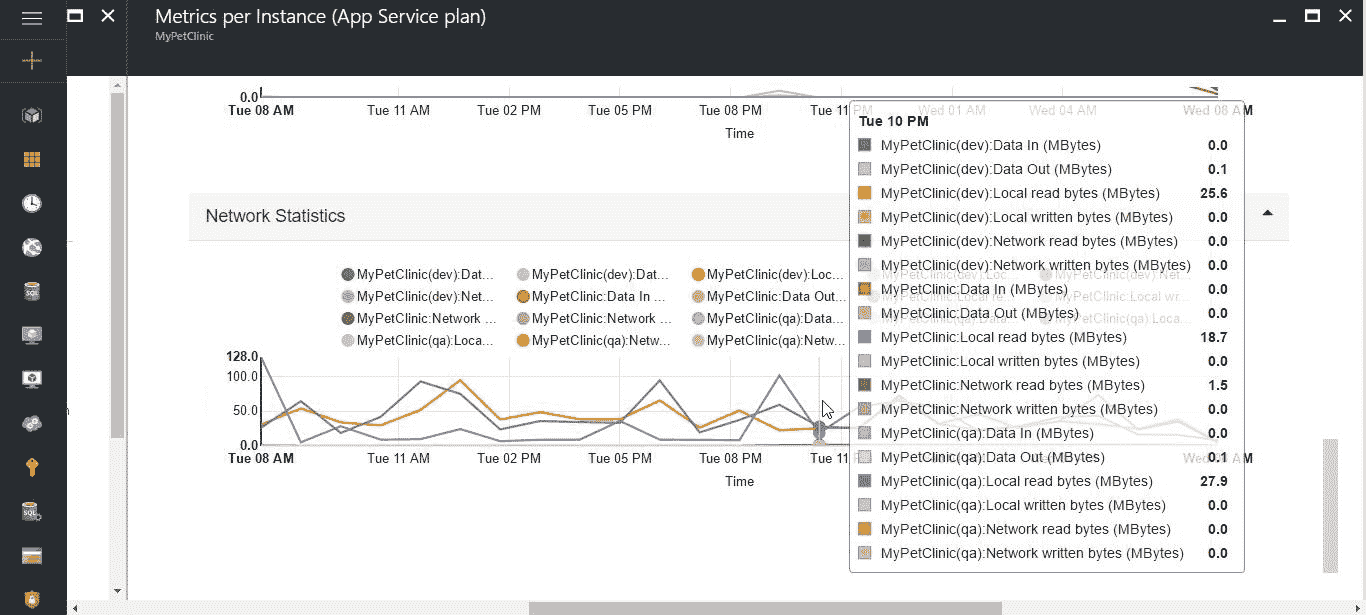 Metrics per Instance (App Service plan)
MyPetClinic
0.0
Tue 08 AM Tue 11 AM Tue 02 PM Tue 05 PM Tue 08 PM Tue 11 PM Wed 01 AM Wed 04 AM Wed 08 AM
Time
Network Statistics
MyPetClinic(dev):Dat... MyPetClinic(dev):Dat... MyPetClinic(dev):Loc... MyPetClinic(dev):Loc... MyPetClinic(dev):Net...
MyPetClinic(dev):Net... MyPetClinic:Data In ... MyPetClinic:Data Out... MyPetClinic:Local re... MyPetClinic:Local wr...
MyPetClinic:Network ... MyPetClinic:Network ... MyPetClinic(qa):Data... MyPetClinic(qa):Data... MyPetClinic(qa):Loca...
MyPetClinic(qa):Loca... MyPetClinic(qa):Netw... MyPetClinic(qa):Netw...
128.0
100.0
50.0
0.0
Tue 08 AM Tue 11 AM Tue 02 PM Tue 05 PM Tue 08 PM Tue 11 Wed 08 AM
Time
Tue 10 PM
MyPetClinic(dev):Data In (MBytes) 0.0
MyPetClinic(dev):Data Out (MBytes) 0.1
MyPetClinic(dev):Local read bytes (MBytes) 25.6
MyPetClinic(dev):Local written bytes (MBytes) 0.0
MyPetClinic(dev):Network read bytes (MBytes) 0.0
MyPetClinic(dev):Network written bytes (MBytes) 0.0
MyPetClinic:Data In (MBytes) 0.0
MyPetClinic:Data Out (MBytes) 0.0
MyPetClinic:Local read bytes (MBytes) 18.7
MyPetClinic:Local written bytes (MBytes) 0.0
MyPetClinic:Network read bytes (MBytes) 1.5
MyPetClinic:Network written bytes (MBytes) 0.0
MyPetClinic(qa):Data In (MBytes) 0.0
MyPetClinic(qa):Data Out (MBytes) 0.1
MyPetClinic(qa):Local read bytes (MBytes) 27.9
MyPetClinic(qa):Local written bytes (MBytes) 0.0
MyPetClinic(qa):Network read bytes (MBytes) 0.0
MyPetClinic(qa):Network written bytes (MBytes) 0.0
SQL
SQL